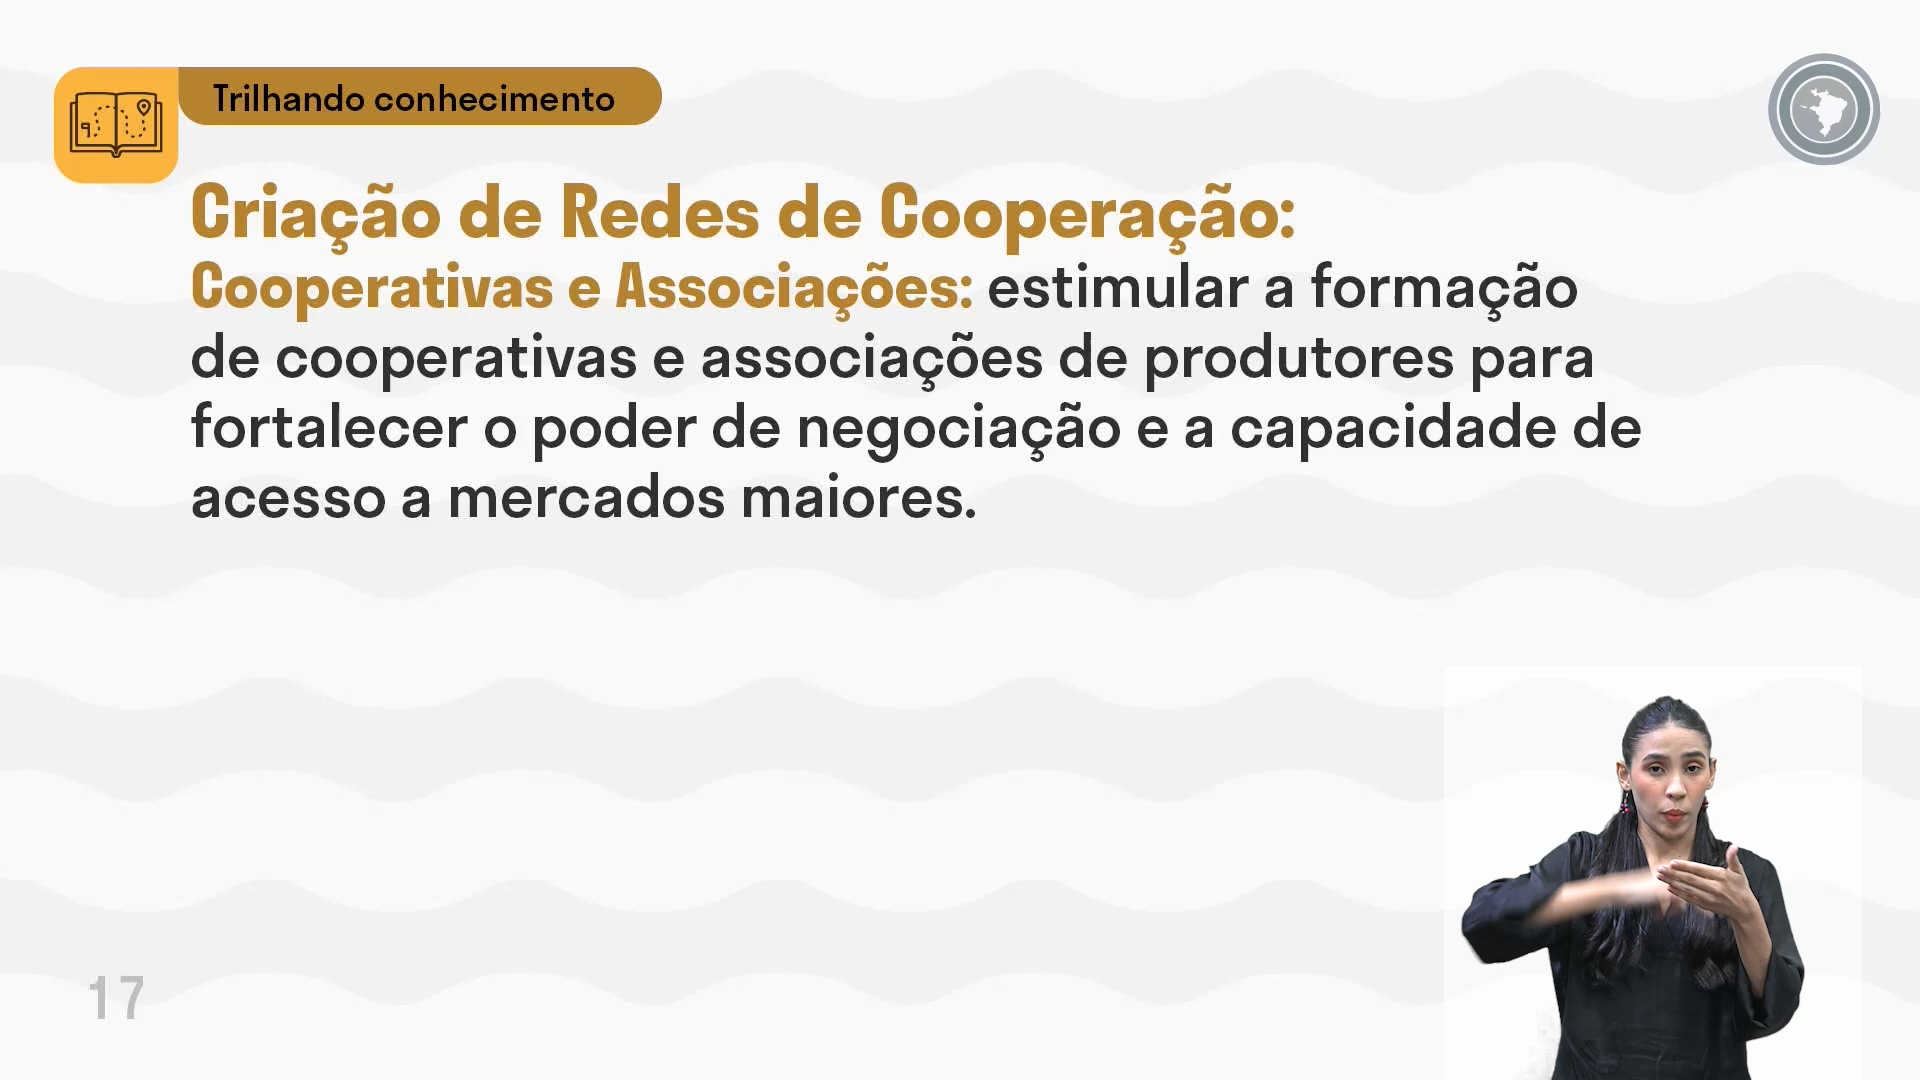 Trilhando conhecimento
Criação de Redes de Cooperação:
Cooperativas e Associações: estimular a formação
de cooperativas e associações de produtores para
fortalecer o poder de negociação e a capacidade de
acesso a mercados maiores.
17